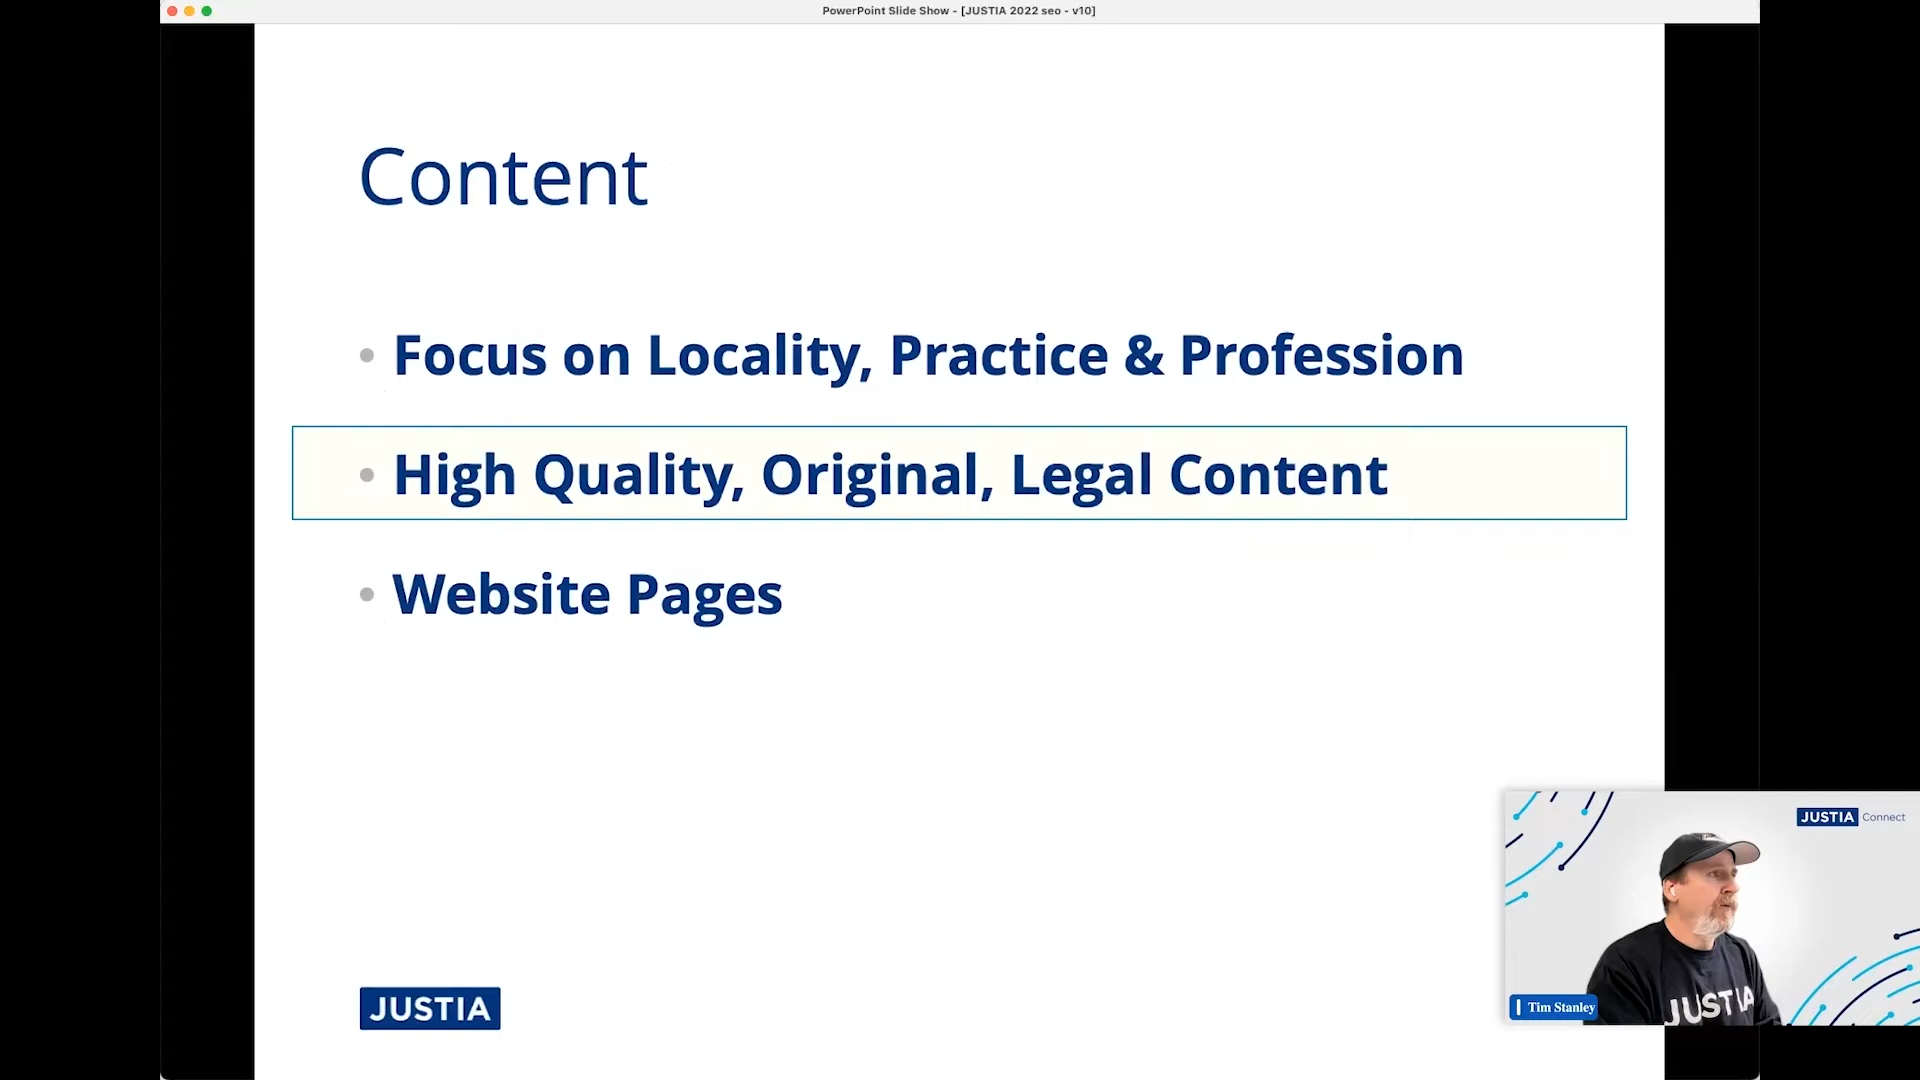 PowerPoint Slide Show - [JUSTIA 2022 seo - v10]
Content
• Focus on Locality, Practice & Profession
• High Quality, Original, Legal Content
• Website Pages
JUSTIA
JUSTIA Connect
JUSTIA
Tim Stanley